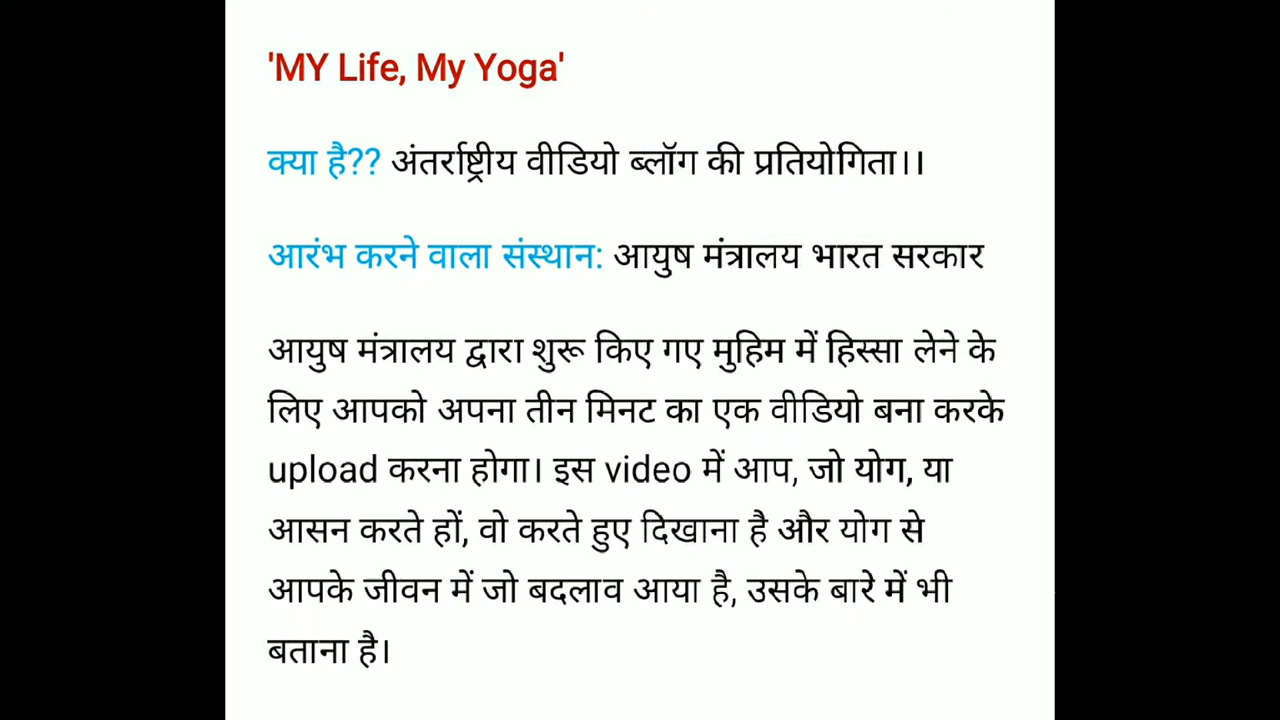 'MY Life, My Yoga'
क्या है?? अंतर्राष्ट्रीय वीडियो ब्लॉग की प्रतियोगिता।।
आरंभ करने वाला संस्थान: आयुष मंत्रालय भारत सरकार
आयुष मंत्रालय द्वारा शुरू किए गए मुहिम में हिस्सा लेने के
लिए आपको अपना तीन मिनट का एक वीडियो बना करके
upload करना होगा। इस video में आप, जो योग, या
आसन करते हों, वो करते हुए दिखाना है और योग से
आपके जीवन में जो बदलाव आया है, उसके बारे में भी
बताना है।